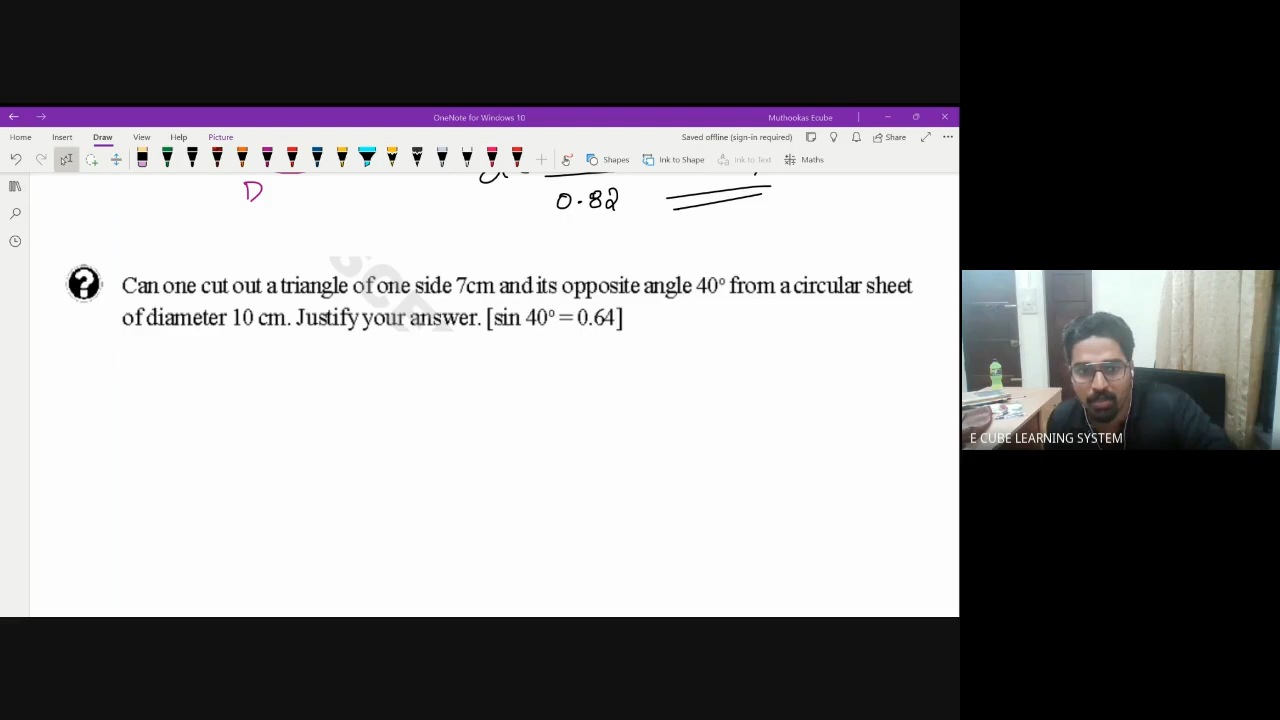 OneNote for Windows 10
Muthookas Ecube
Home Insert Draw View Help Picture
Saved offline (sign-in required) Share
Shapes Ink to Shape Ink to Text Maths
D
0.82
? Can one cut out a triangle of one side 7cm and its opposite angle 40° from a circular sheet
of diameter 10 cm. Justify your answer. [sin 40° = 0.64]
E CUBE LEARNING SYSTEM